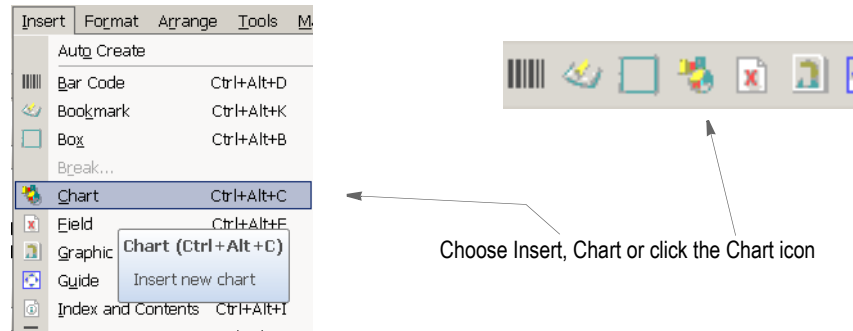 Insert Format Arrange Tools
Auto Create
Bar Code Ctrl+Alt+D
Bookmark Ctrl+Alt+K
Box Ctrl+Alt+B
Break...
Chart Ctrl+Alt+C
Field Ctrl+Alt+F
Graphic
Chart (Ctrl+Alt+C)
Guide
Insert new chart
Index and Contents Ctrl+Alt+I
Choose Insert, Chart or click the Chart icon